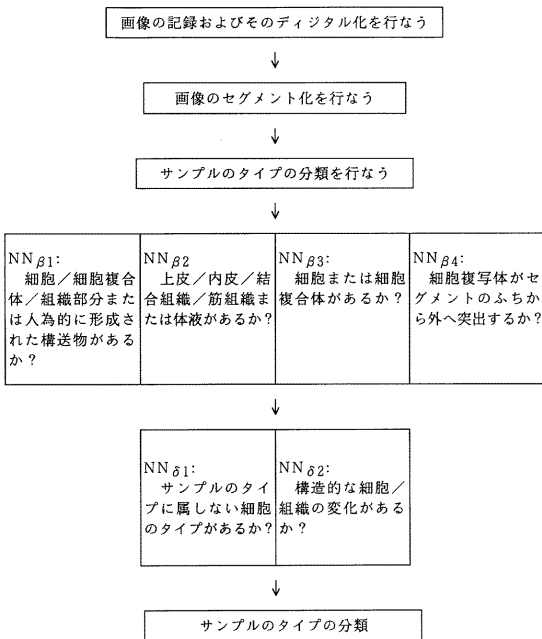 画像の記録およびそのディジタル化を行なう
↓
画像のセグメント化を行なう
↓
サンプルのタイプの分類を行なう
↓
NNβ1:
細胞/細胞複合
体/組織部分また
は人為的に形成さ
れた構送物がある
か?
NNβ2
上皮/内皮/結
合組織/筋組織ま
たは体液があるか?
NNβ3:
細胞または細胞
複合体があるか?
NNβ4:
細胞複写体がセ
グメントのふちか
ら外へ突出するか?
↓
NNδ1:
サンプルのタイ
プに属しない細胞
のタイプがあるか?
NNδ2:
構造的な細胞/
組織の変化がある
か?
↓
サンプルのタイプの分類